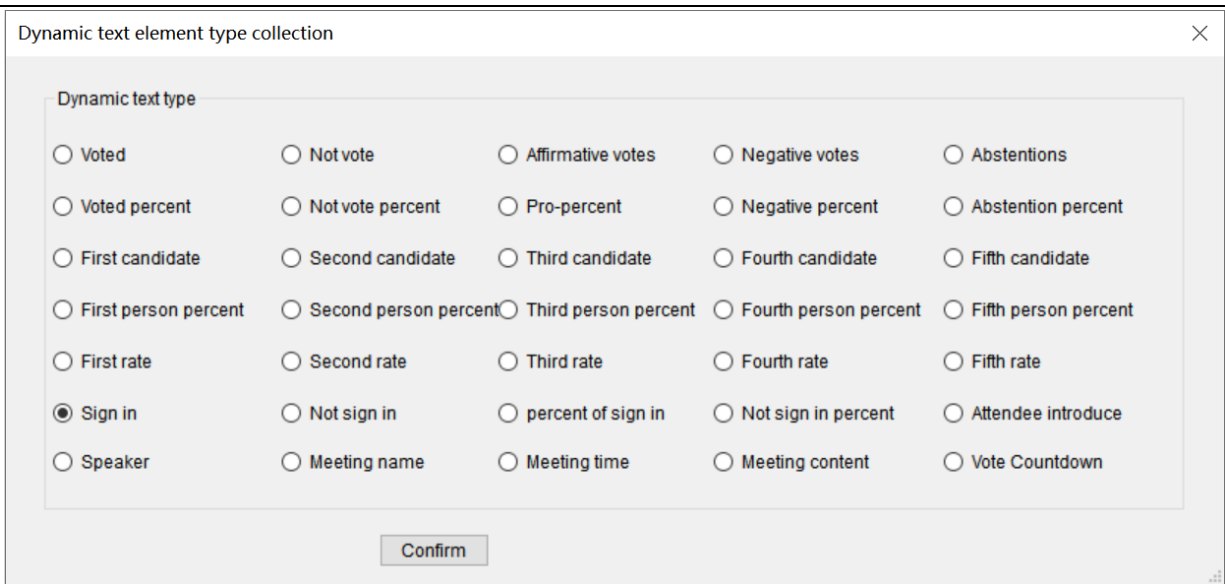 Dynamic text element type collection
Dynamic text type
Voted Not vote Affirmative votes Negative votes Abstentions
Voted percent Not vote percent Pro-percent Negative percent Abstention percent
First candidate Second candidate Third candidate Fourth candidate Fifth candidate
First person percent Second person percent Third person percent Fourth person percent Fifth person percent
First rate Second rate Third rate Fourth rate Fifth rate
Sign in Not sign in percent of sign in Not sign in percent Attendee introduce
Speaker Meeting name Meeting time Meeting content Vote Countdown
Confirm